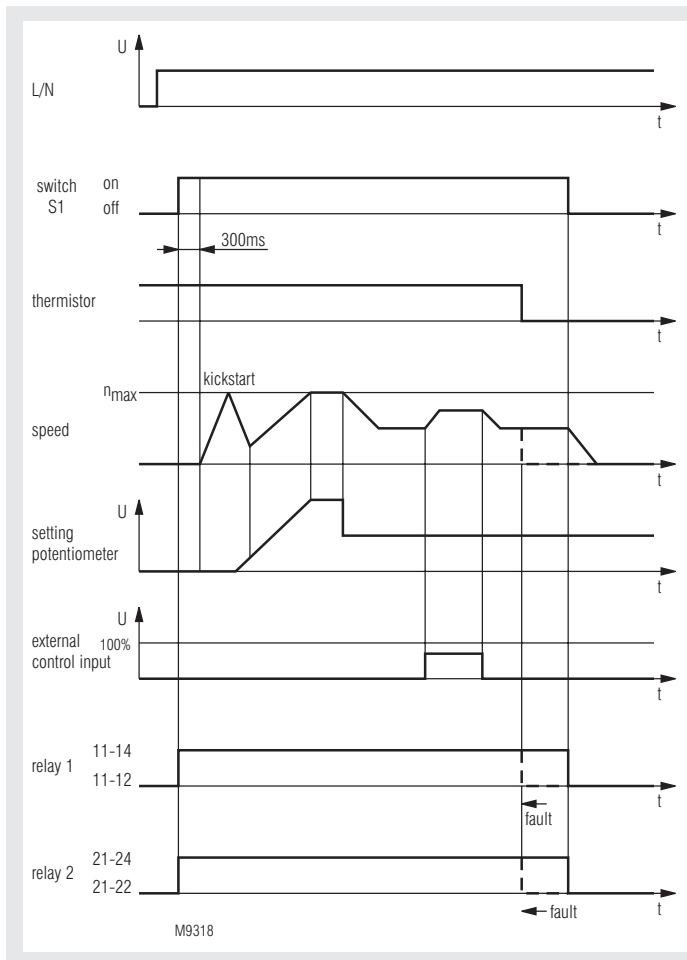 U
L/N
t
switch on
S1 off
t
300ms
thermistor
t
nmax
kickstart
speed
t
U
setting
potentiometer
t
U
external 100%
control input
t
relay 1 11-14
11-12
t
fault
relay 2 21-24
21-22
t
fault
M9318